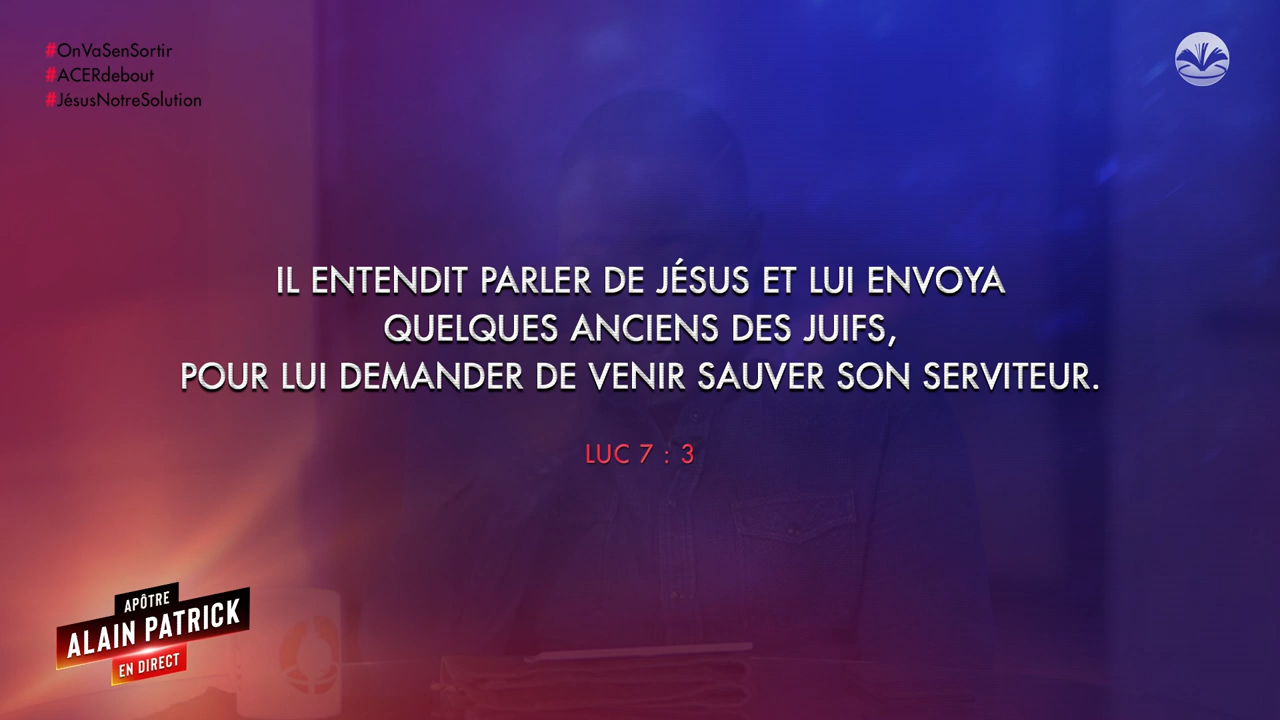 #OnVaSenSortir
#ACERdebout
#JésusNotreSolution
IL ENTENDIT PARLER DE JÉSUS ET LUI ENVOYA
QUELQUES ANCIENS DES JUIFS,
POUR LUI DEMANDER DE VENIR SAUVER SON SERVITEUR.
LUC 7 : 3
APÔTRE
ALAIN PATRICK
EN DIRECT